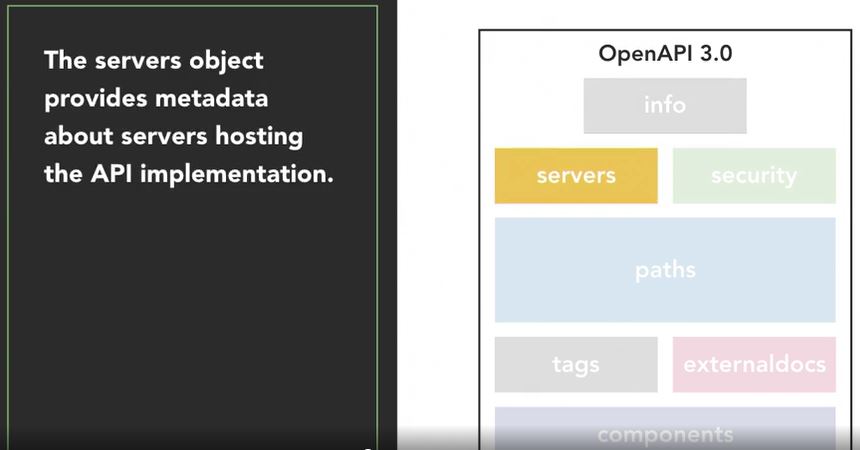 The servers object
provides metadata
about servers hosting
the API implementation.
OpenAPI 3.0
info
servers
security
paths
tags
externaldocs
components